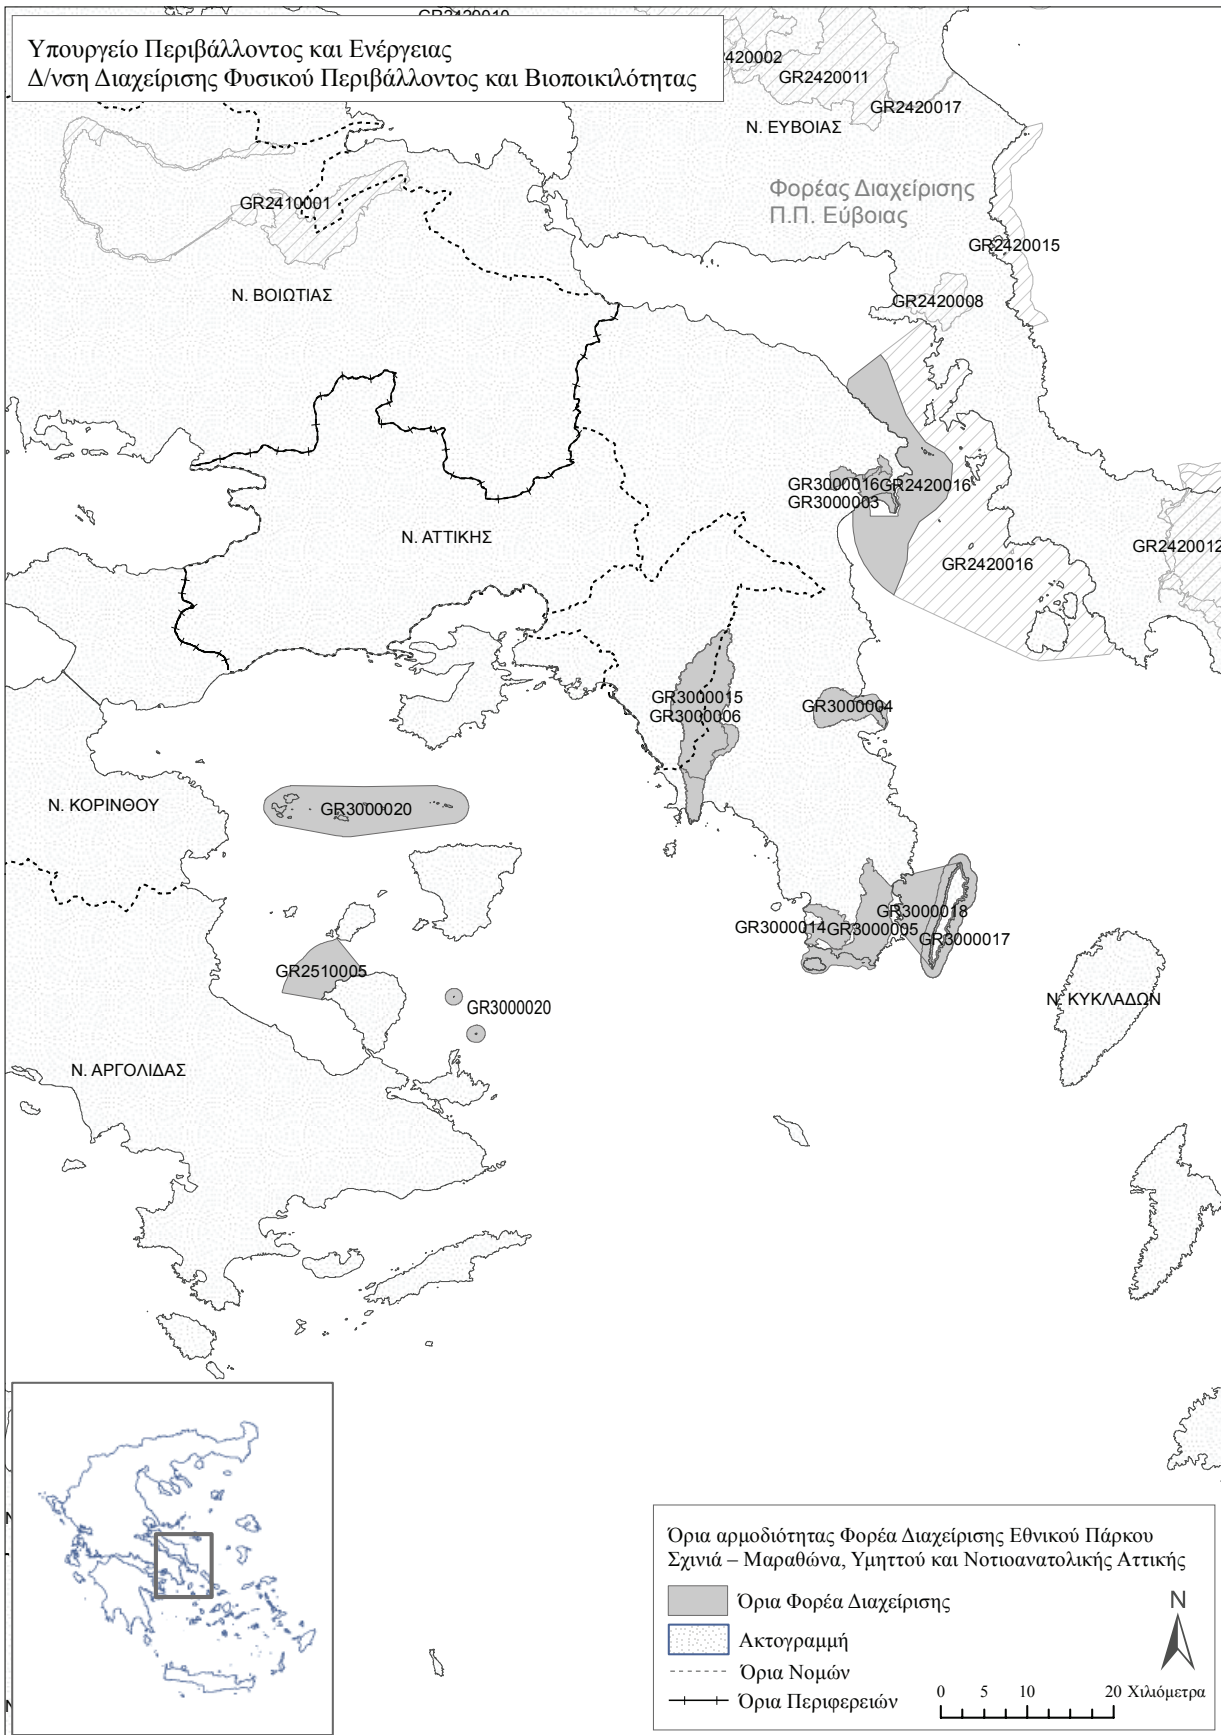 GR2420010
Υπουργείο Περιβάλλοντος και Ενέργειας
Δ/νση Διαχείρισης Φυσικού Περιβάλλοντος και Βιοποικιλότητας
2420002
GR2420011
GR2420017
Ν. ΕΥΒΟΙΑΣ
Φορέας Διαχείρισης
Π.Π. Εύβοιας
GR2410001
GR2420015
Ν. ΒΟΙΩΤΙΑΣ
GR2420008
GR3000016
GR2420016
GR3000003
Ν. ΑΤΤΙΚΗΣ
GR2420012
GR2420016
GR3000015
GR3000006
GR3000004
Ν. ΚΟΡΙΝΘΟΥ
GR3000020
GR3000018
GR3000014
GR3000005
GR3000017
GR2510005
GR3000020
Ν. ΚΥΚΛΑΔΩΝ
Ν. ΑΡΓΟΛΙΔΑΣ
Όρια αρμοδιότητας Φορέα Διαχείρισης Εθνικού Πάρκου
Σχινιά – Μαραθώνα, Υμηττού και Νοτιοανατολικής Αττικής
Όρια Φορέα Διαχείρισης
Ακτογραμμή
Όρια Νομών
Όρια Περιφερειών
N
0 5 10 20 Χιλιόμετρα